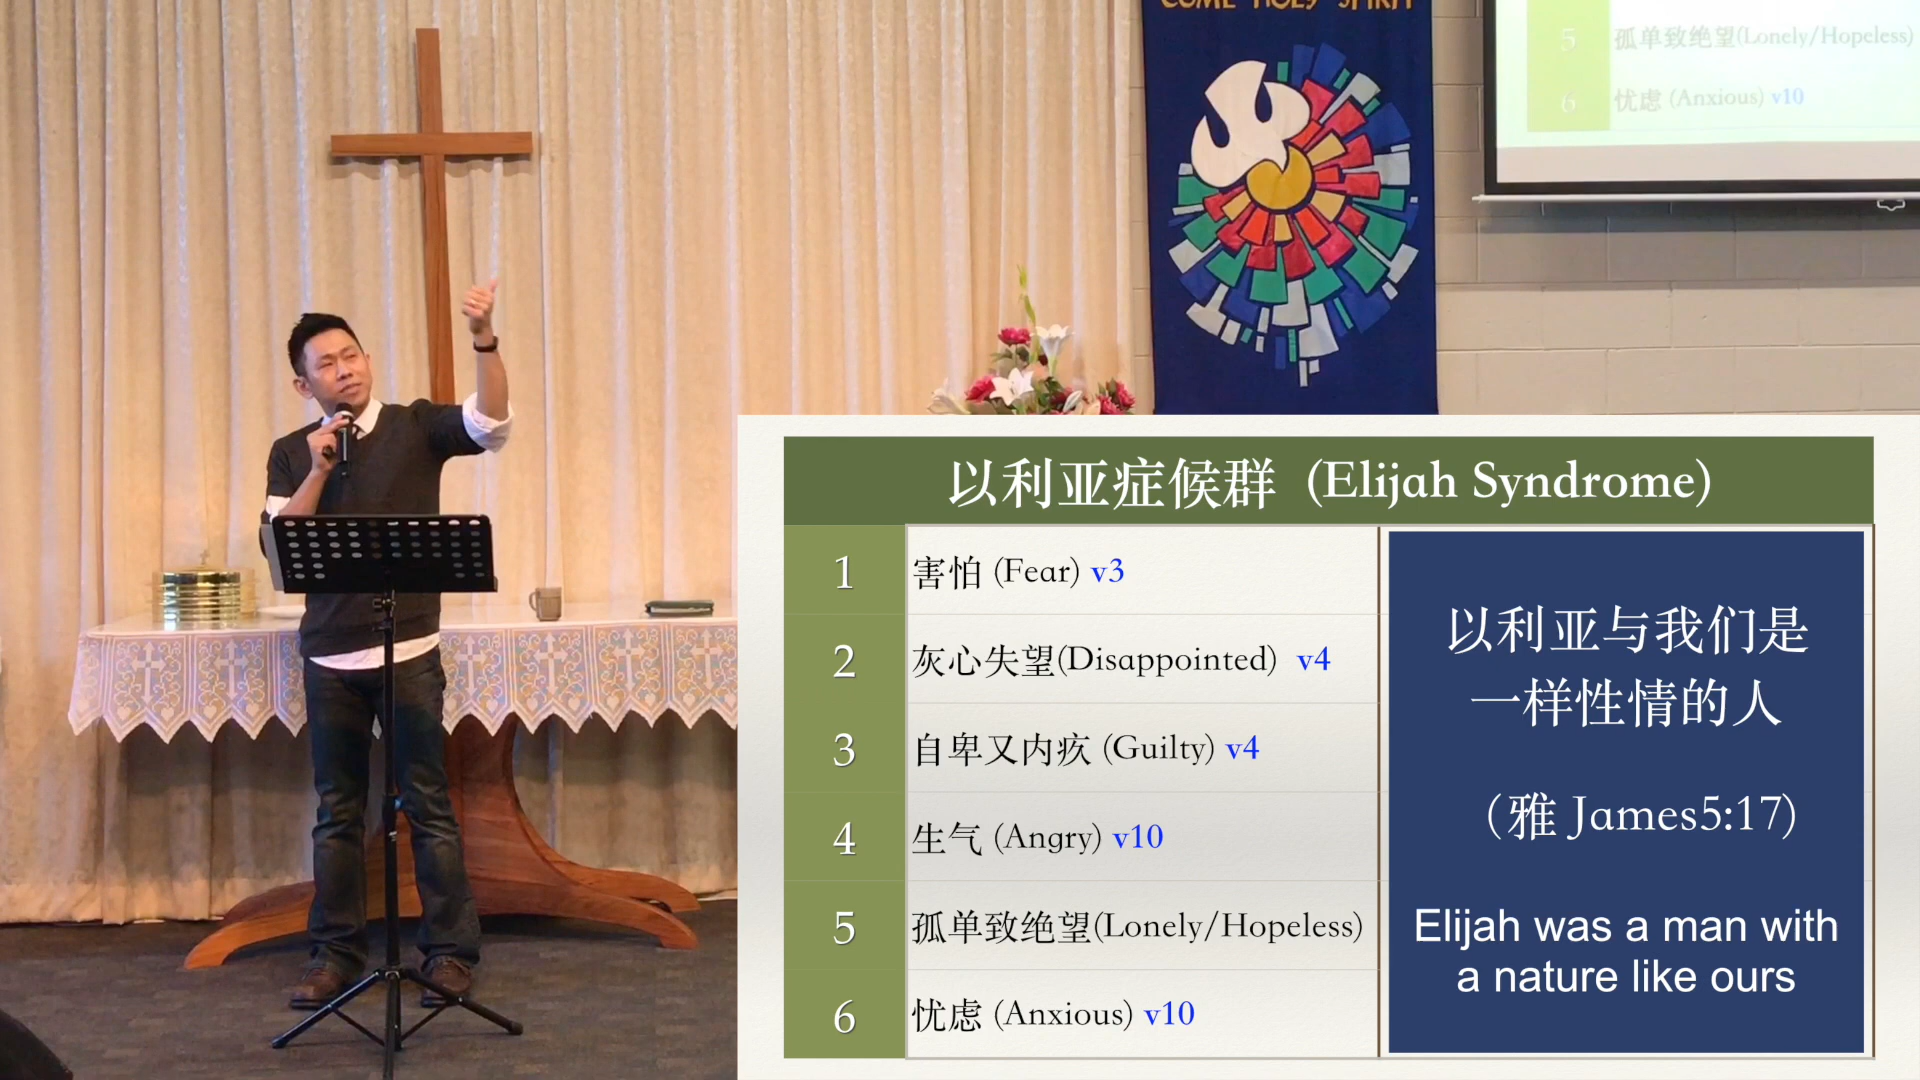 COME HOLY SPIRIT
5 孤单致绝望(Lonely/Hopeless)
6 忧虑 (Anxious) v10
以利亚症候群 (Elijah Syndrome)
1 害怕 (Fear) v3
2 灰心失望(Disappointed) v4
3 自卑又内疚 (Guilty) v4
4 生气 (Angry) v10
5 孤单致绝望(Lonely/Hopeless)
6 忧虑 (Anxious) v10
以利亚与我们是
一样性情的人
（雅 James5:17)
Elijah was a man with
a nature like ours